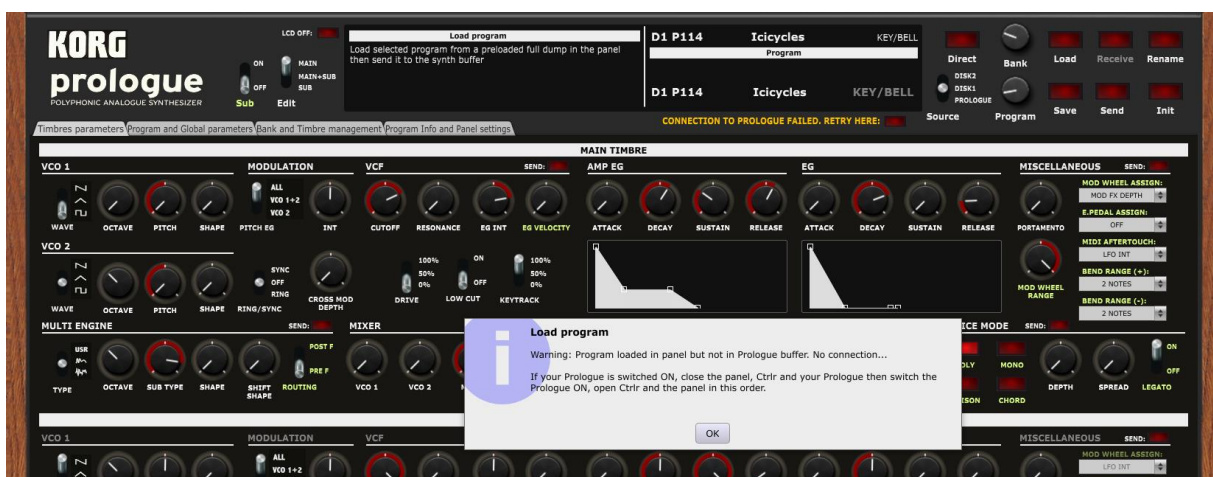 KORG
prologue
POLYPHONIC ANALOGUE SYNTHESIZER
LCD OFF:
ON
OFF
Sub
MAIN
MAIN+SUB
SUB
Edit
Load program
Load selected program from a preloaded full dump in the panel
then send it to the synth buffer
D1 P114 Icicycles KEY/BELL
Program
D1 P114 Icicycles KEY/BELL
CONNECTION TO PROLOGUE FAILED. RETRY HERE:
Direct
Bank
Load
Receive
Rename
DISK2
DISK1
PROLOGUE
Source
Program
Save
Send
Init
Timbres parameters Program and Global parameters Bank and Timbre management Program Info and Panel settings
MAIN TIMBRE
VCO 1
WAVE OCTAVE PITCH SHAPE
MODULATION
ALL
VCO 1+2
VCO 2
PITCH EG INT
VCF SEND:
CUTOFF RESONANCE EG INT EG VELOCITY
AMP EG
ATTACK DECAY SUSTAIN RELEASE
EG
ATTACK DECAY SUSTAIN RELEASE
MISCELLANEOUS SEND:
PORTAMENTO
MOD WHEEL ASSIGN:
MOD FX DEPTH
E.PEDAL ASSIGN:
OFF
MIDI AFTERTOUCH:
LFO INT
BEND RANGE (+):
2 NOTES
BEND RANGE (-):
2 NOTES
MOD WHEEL
RANGE
VCO 2
WAVE OCTAVE PITCH SHAPE
SYNC
OFF
RING
RING/SYNC
CROSS MOD
DEPTH
100%
50%
0%
DRIVE
ON
OFF
LOW CUT
100%
50%
0%
KEYTRACK
MULTI ENGINE SEND:
USR
TYPE OCTAVE SUB TYPE SHAPE
SHIFT
SHAPE
POST F
PRE F
ROUTING
MIXER
VCO 1 VCO 2
Load program
Warning: Program loaded in panel but not in Prologue buffer. No connection...
If your Prologue is switched ON, close the panel, Ctrlr and your Prologue then switch the
Prologue ON, open Ctrlr and the panel in this order.
OK
ICE MODE SEND:
OLY MONO
ISON CHORD
DEPTH SPREAD
ON
OFF
LEGATO
VCO 1
MODULATION
ALL
VCO 1+2
VCF
MISCELLANEOUS SEND:
MOD WHEEL ASSIGN:
LFO INT